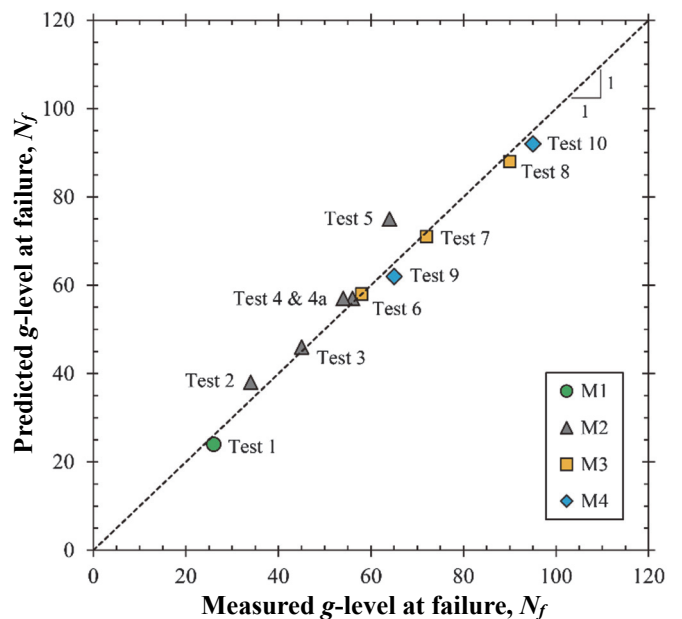 120
100
80
60
40
20
0
0 20 40 60 80 100 120
Predicted g-level at failure, Nf
Measured g-level at failure, Nf
1
1
Test 10
Test 8
Test 5
Test 7
Test 9
Test 4 & 4a
Test 6
Test 3
Test 2
Test 1
M1
M2
M3
M4